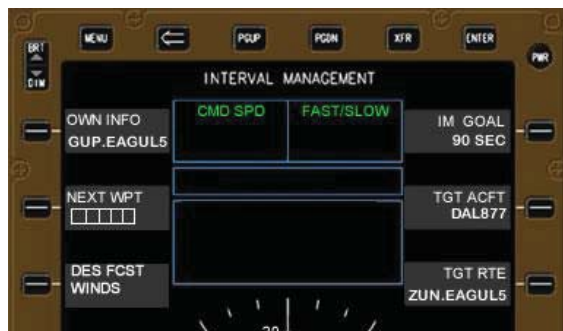 MENU PGUP PGDN XFR ENTER
BRT
DIM
PWR
INTERVAL MANAGEMENT
OWN INFO
GUP.EAGUL5
CMD SPD FAST/SLOW
IM GOAL
90 SEC
NEXT WPT
TGT ACFT
DAL877
DES FCST
WINDS
TGT RTE
ZUN.EAGUL5